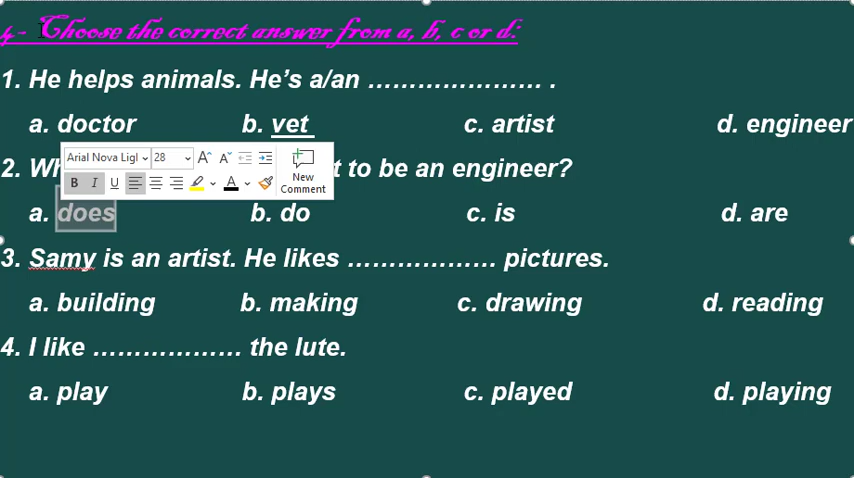 4- Choose the correct answer from a, b, c or d:
1. He helps animals. He’s a/an ………………… .
a. doctor b. vet c. artist d. engineer
Arial Nova Ligl 28 A A New Comment
B I U A
2. Wh t to be an engineer?
a. does b. do c. is d. are
3. Samy is an artist. He likes ……………… pictures.
a. building b. making c. drawing d. reading
4. I like ……………… the lute.
a. play b. plays c. played d. playing